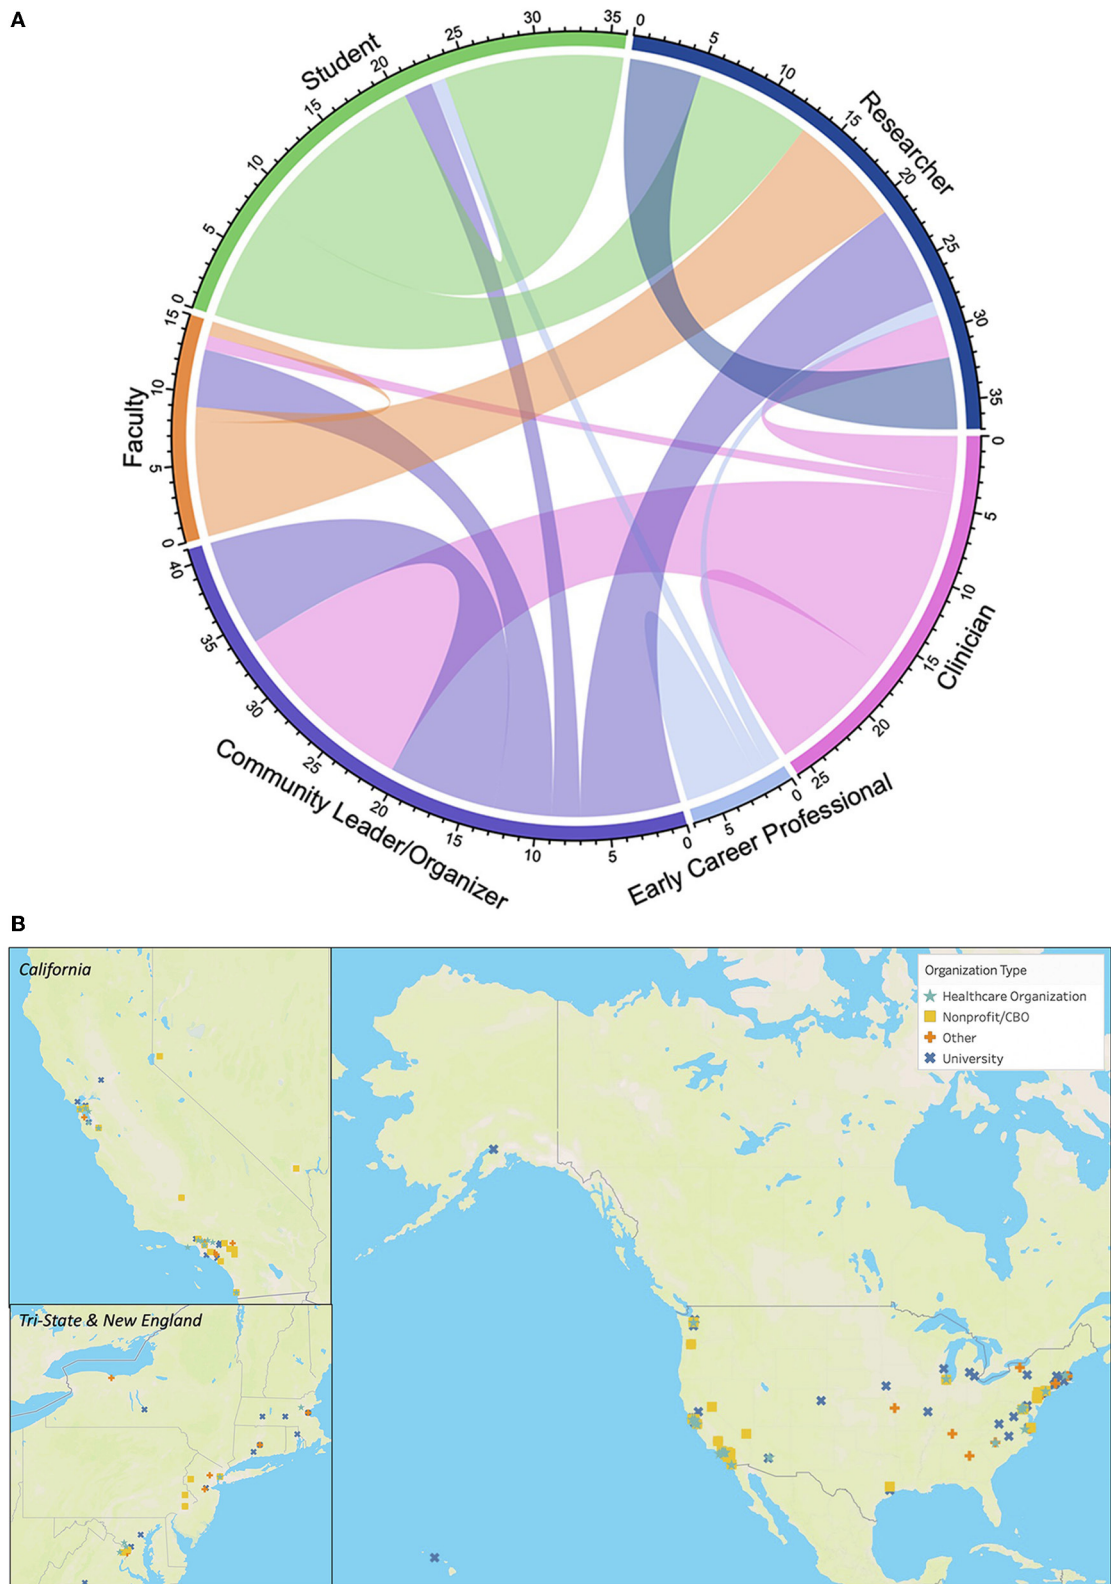 A
Student
0
5
10
15
20
25
30
35
Researcher
0
5
10
15
20
25
30
35
Clinician
0
5
10
15
20
25
Early Career Professional
0
5
Community Leader/Organizer
0
5
10
15
20
25
30
35
40
Faculty
0
5
10
15
B
California
Tri-State & New England
Organization Type
Healthcare Organization
Nonprofit/CBO
Other
University